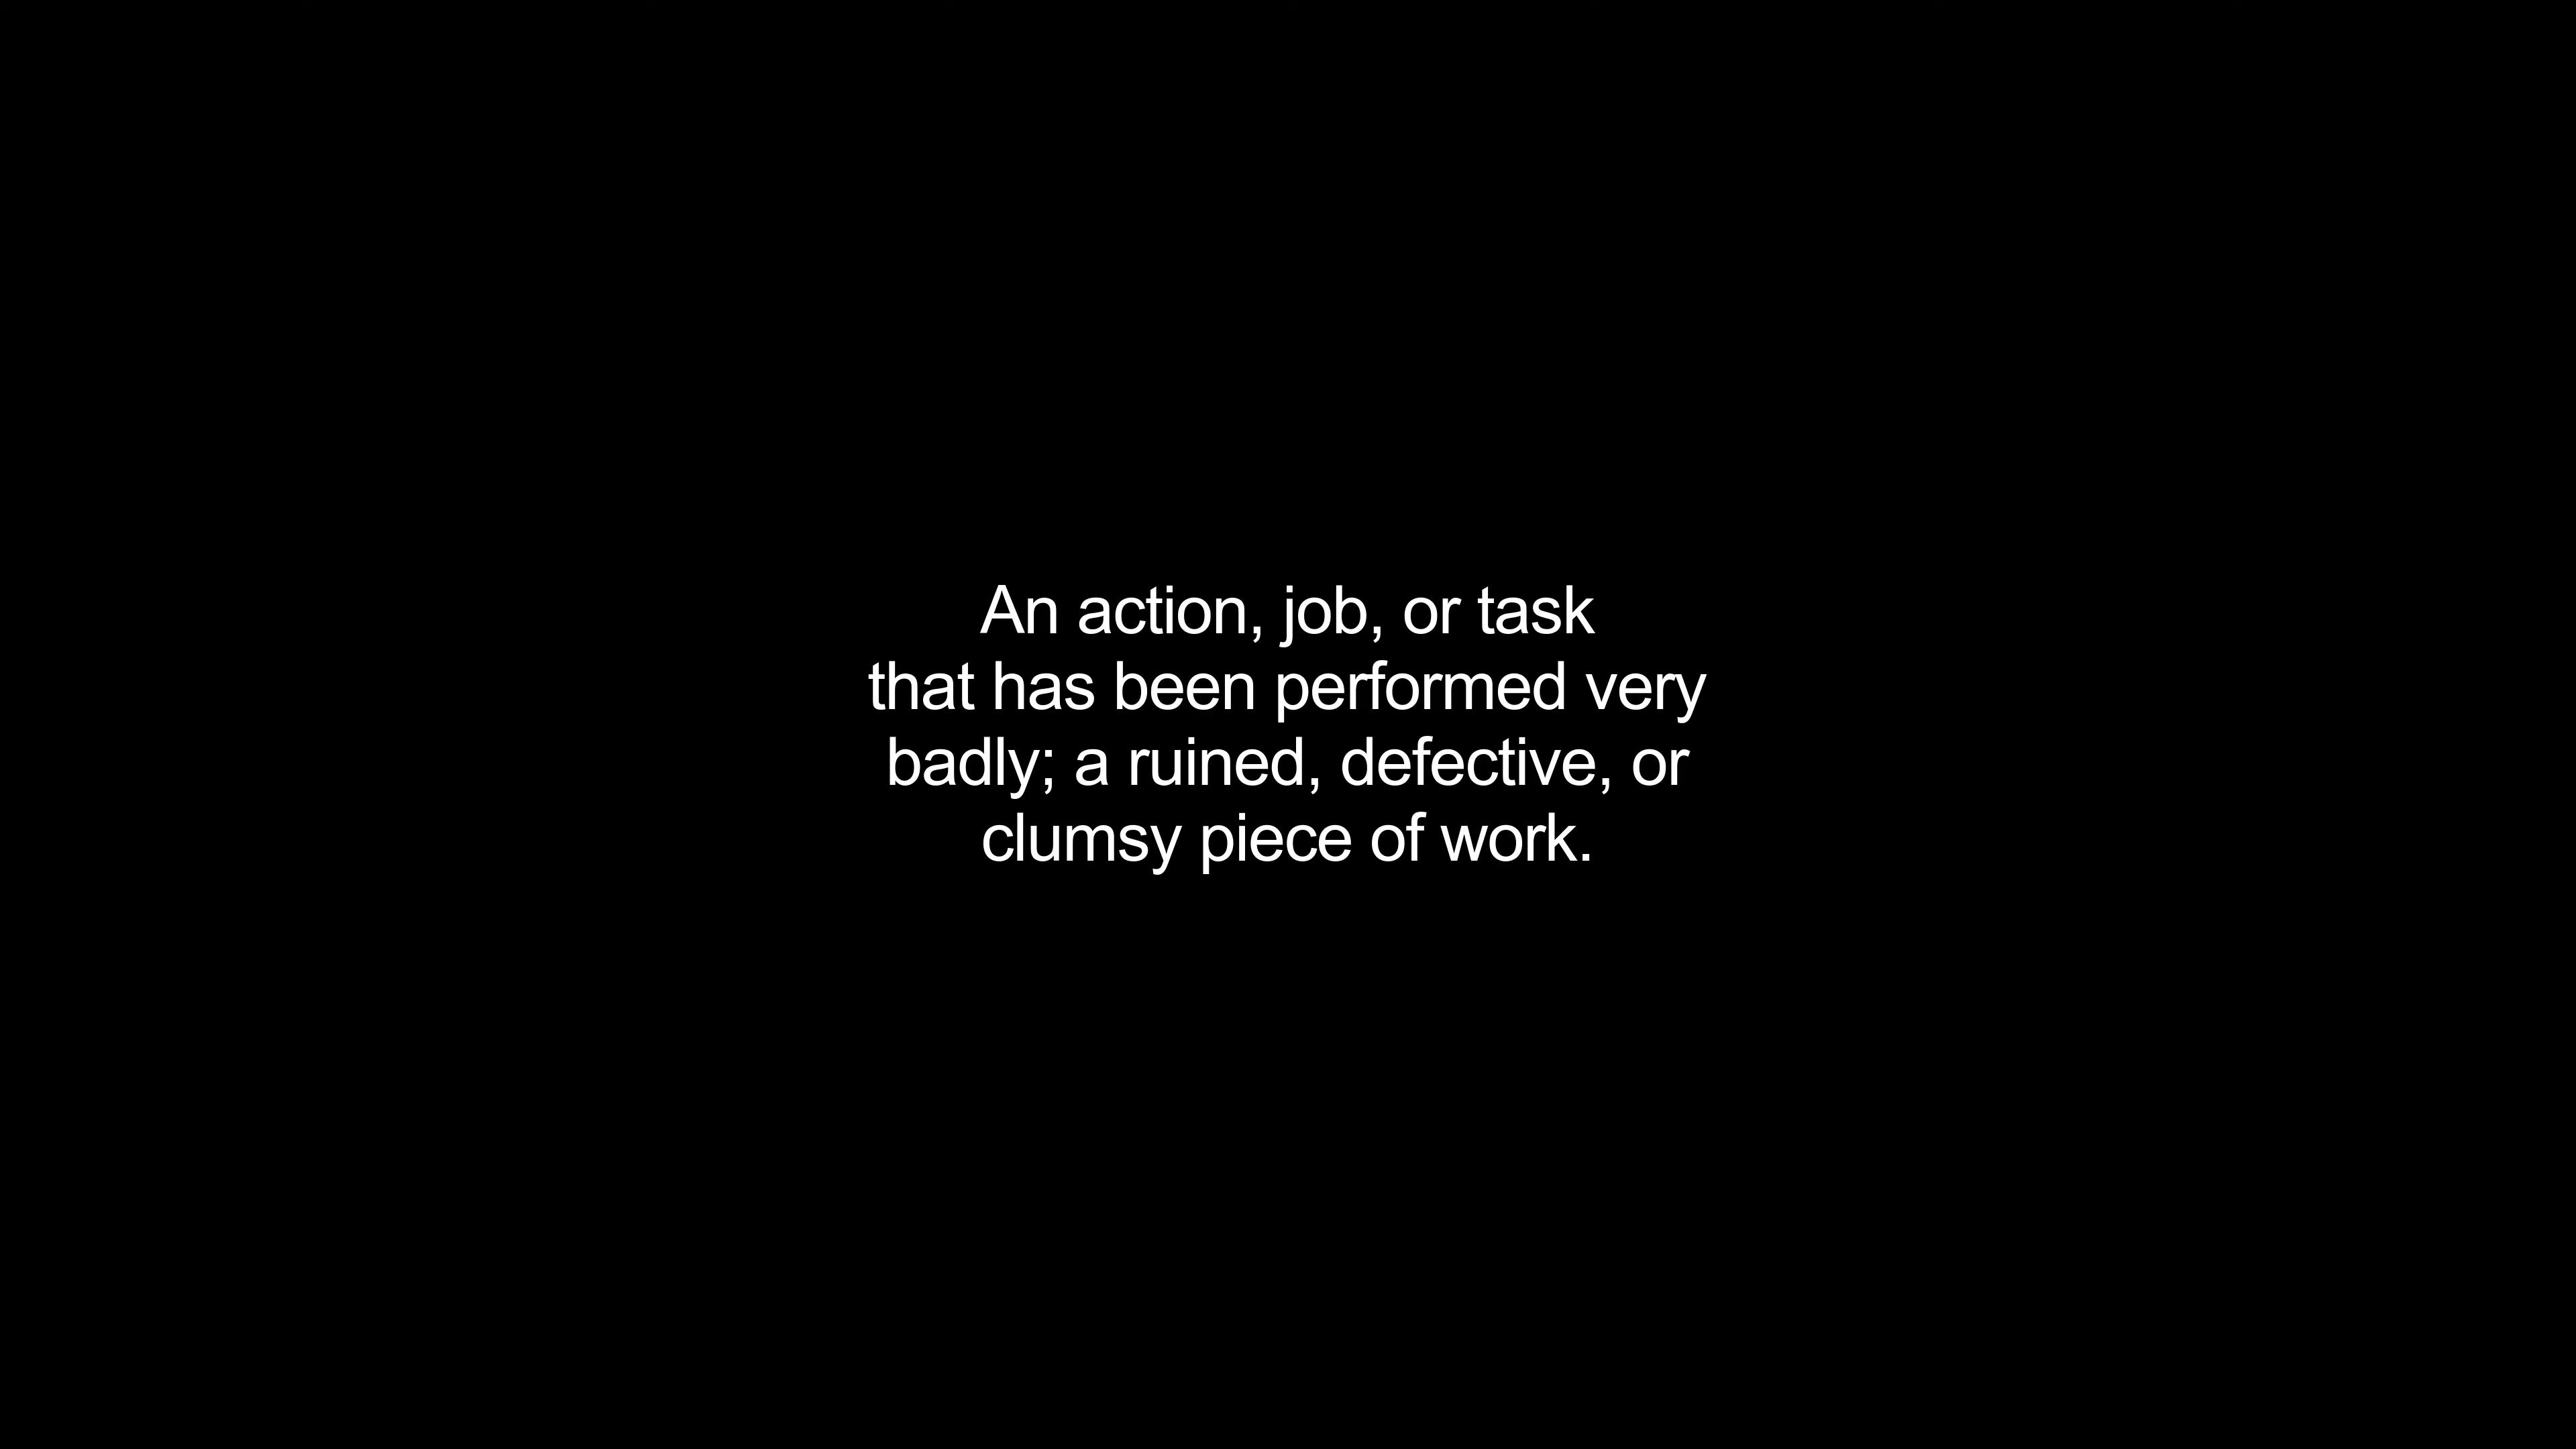 An action, job, or task
that has been performed very
badly; a ruined, defective, or
clumsy piece of work.